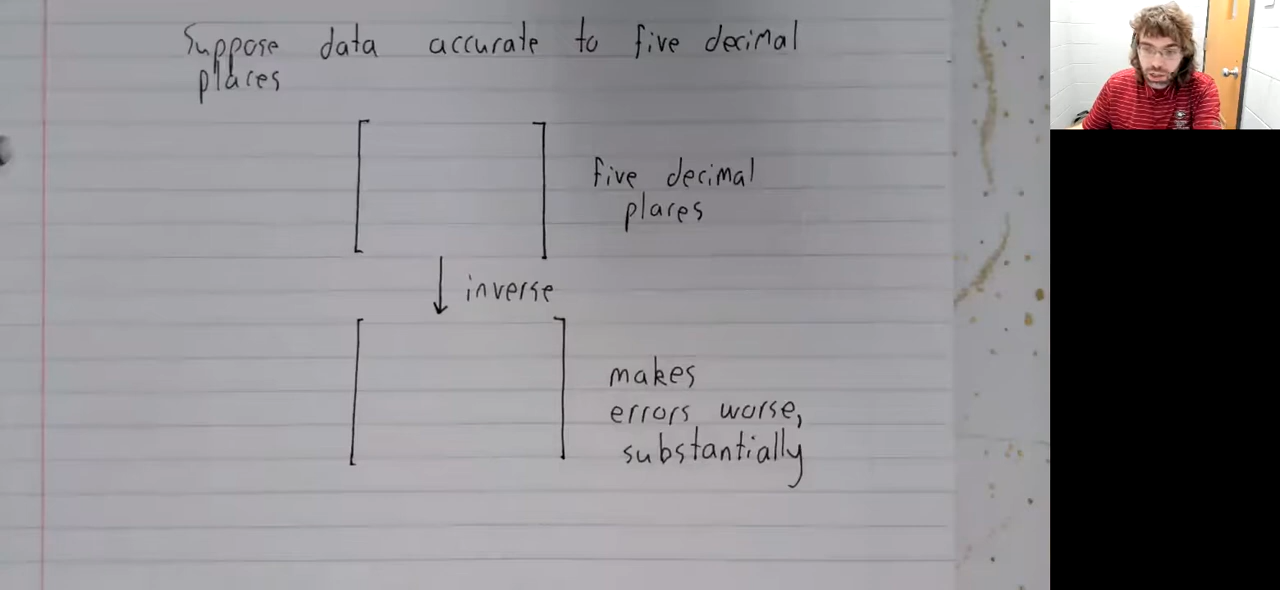 Suppose data accurate to five decimal
places
five decimal
places
inverse
makes
errors worse,
substantially